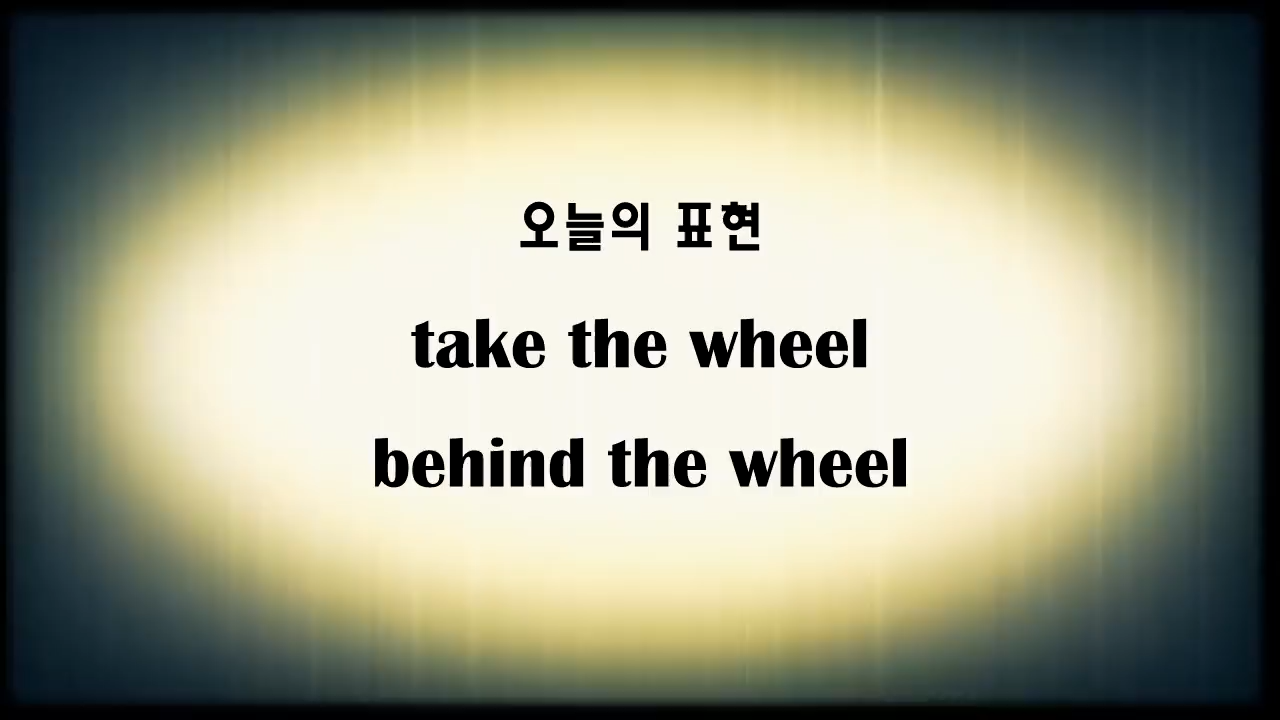 오늘의 표현
take the wheel
behind the wheel